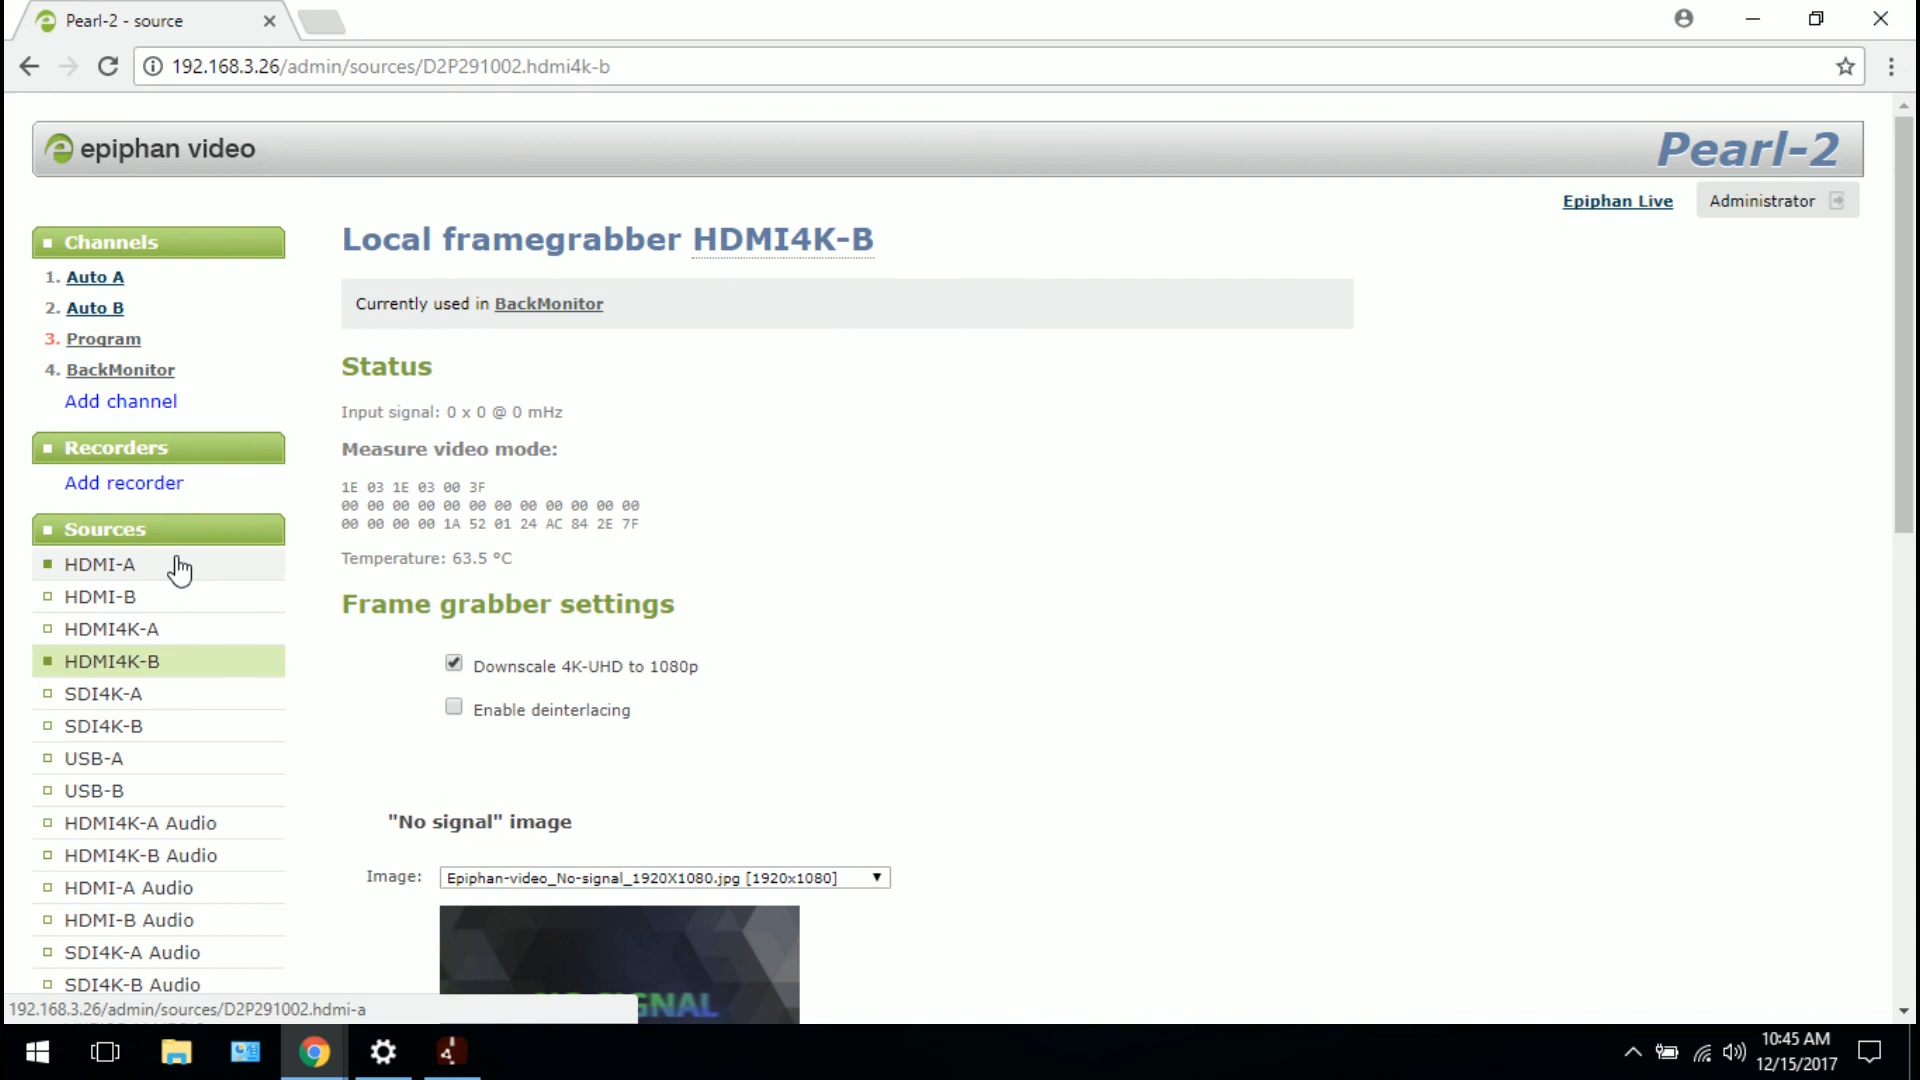 Pearl-2 - source
192.168.3.26/admin/sources/D2P291002.hdmi4k-b
epiphan video
Pearl-2
Epiphan Live
Administrator
Channels
1. Auto A
2. Auto B
3. Program
4. BackMonitor
Add channel
Recorders
Add recorder
Sources
HDMI-A
HDMI-B
HDMI4K-A
HDMI4K-B
SDI4K-A
SDI4K-B
USB-A
USB-B
HDMI4K-A Audio
HDMI4K-B Audio
HDMI-A Audio
HDMI-B Audio
SDI4K-A Audio
SDI4K-B Audio
Local framegrabber HDMI4K-B
Currently used in BackMonitor
Status
Input signal: 0 x 0 @ 0 mHz
Measure video mode:
1E 03 1E 03 00 3F
00 00 00 00 00 00 00 00 00 00 00 00
00 00 00 00 1A 52 01 24 AC 84 2E 7F
Temperature: 63.5 °C
Frame grabber settings
Downscale 4K-UHD to 1080p
Enable deinterlacing
"No signal" image
Image: Epiphan-video_No-signal_1920X1080.jpg [1920x1080]
192.168.3.26/admin/sources/D2P291002.hdmi-a
10:45 AM
12/15/2017